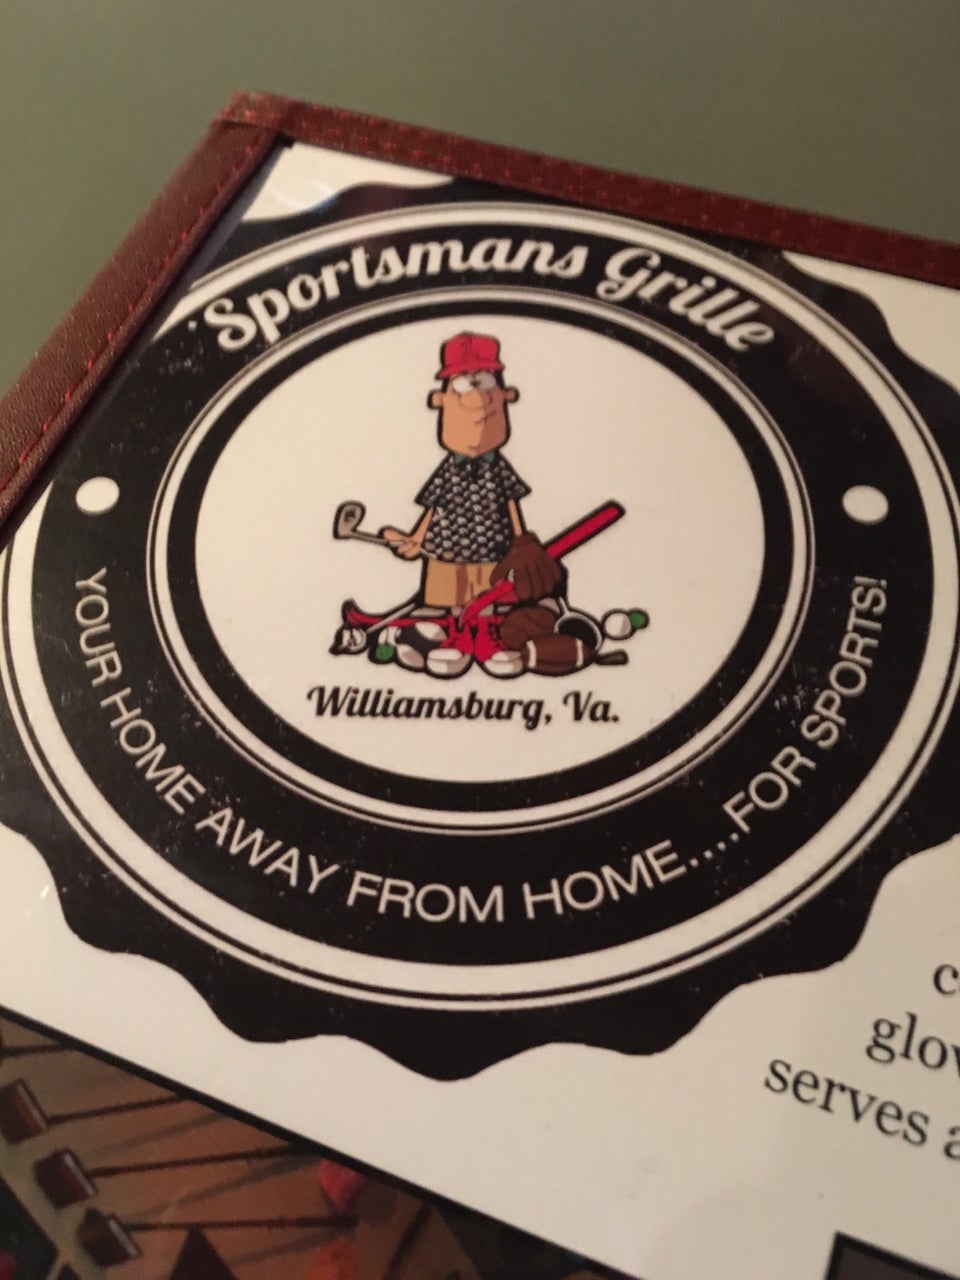 Sportsmans Grille
Williamsburg, Va.
YOUR HOME AWAY FROM HOME....FOR SPORTS!
serves